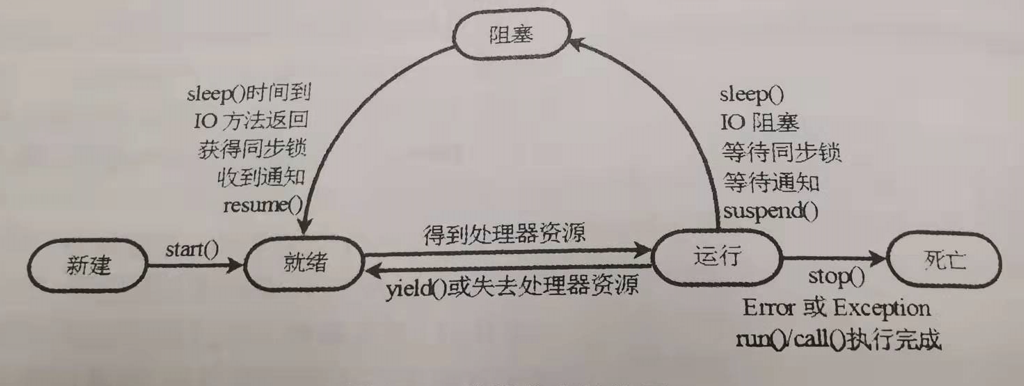 阻塞
sleep()时间到
IO 方法返回
获得同步锁
收到通知
resume()
sleep()
IO 阻塞
等待同步锁
等待通知
suspend()
新建
start()
就绪
得到处理器资源
yield()或失去处理器资源
运行
stop()
Error 或 Exception
run()/call()执行完成
死亡